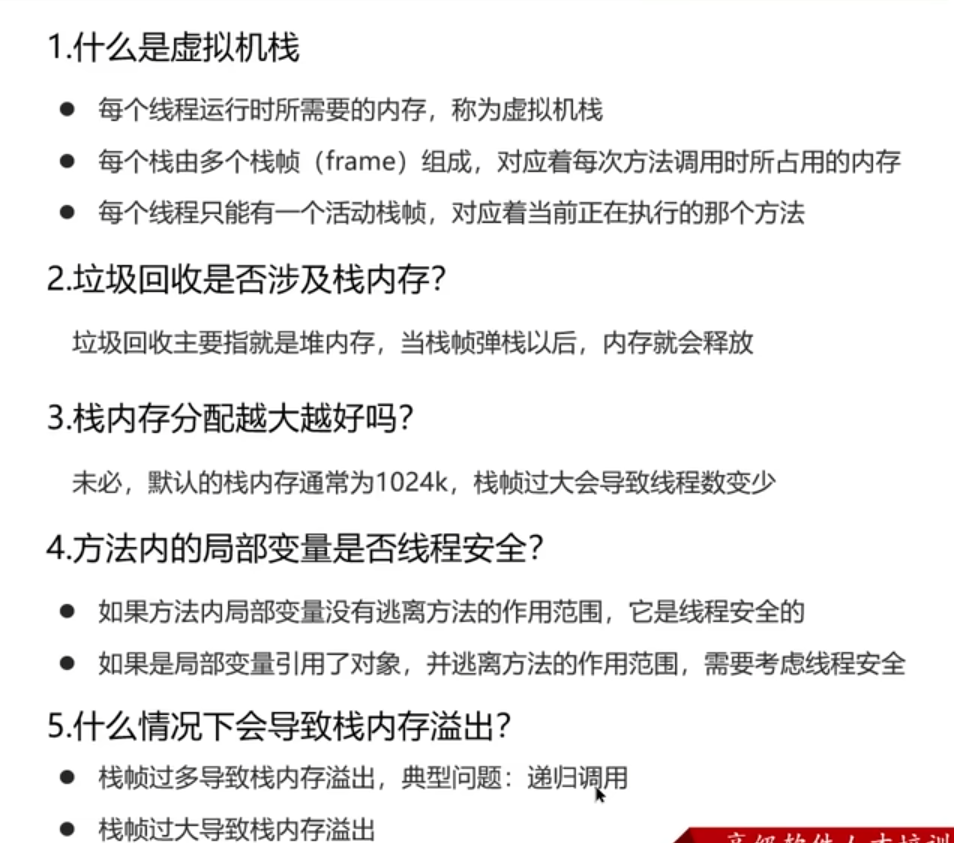 1.什么是虚拟机栈
● 每个线程运行时所需要的内存，称为虚拟机栈
● 每个栈由多个栈帧（frame）组成，对应着每次方法调用时所占用的内存
● 每个线程只能有一个活动栈帧，对应着当前正在执行的那个方法
2.垃圾回收是否涉及栈内存？
垃圾回收主要指就是堆内存，当栈帧弹栈以后，内存就会释放
3.栈内存分配越大越好吗？
未必，默认的栈内存通常为1024k，栈帧过大会导致线程数变少
4.方法内的局部变量是否线程安全？
● 如果方法内局部变量没有逃离方法的作用范围，它是线程安全的
● 如果是局部变量引用了对象，并逃离方法的作用范围，需要考虑线程安全
5.什么情况下会导致栈内存溢出？
● 栈帧过多导致栈内存溢出，典型问题：递归调用
● 栈帧过大导致栈内存溢出
高级软件人才培训